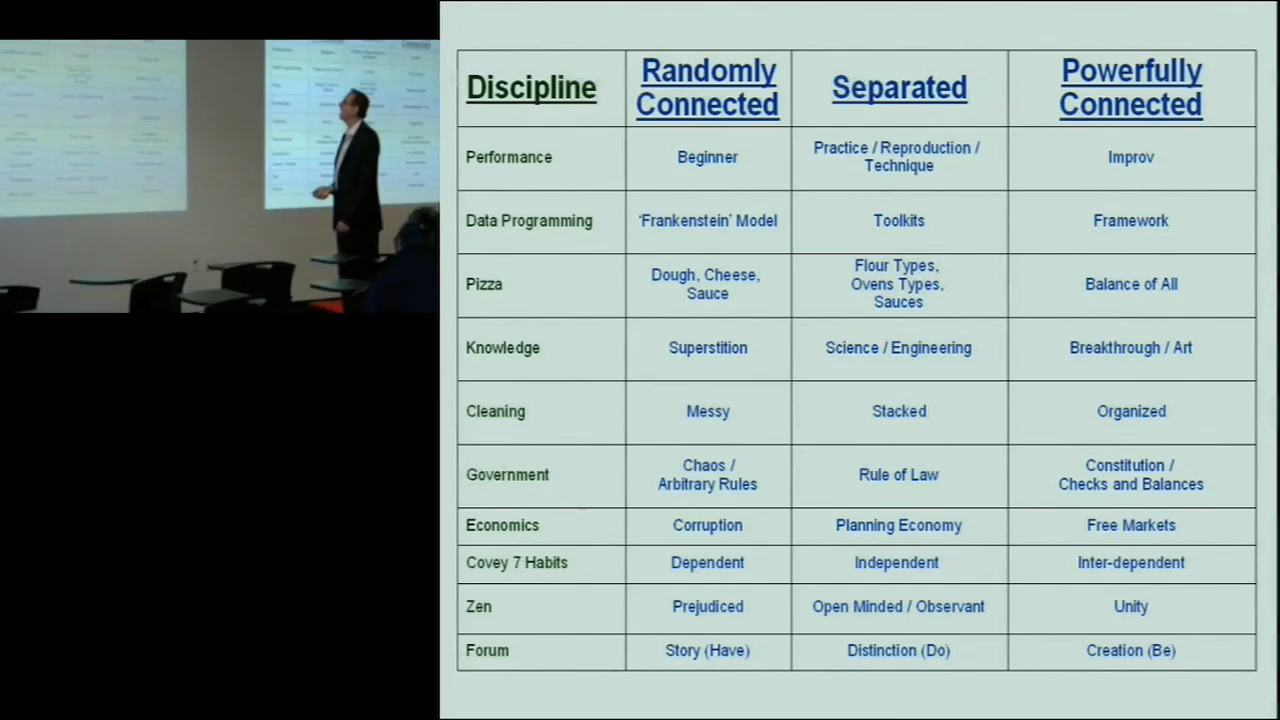 Discipline
Randomly
Connected
Separated
Powerfully
Connected
Performance
Beginner
Practice / Reproduction /
Technique
Improv
Data Programming
‘Frankenstein’ Model
Toolkits
Framework
Pizza
Dough, Cheese,
Sauce
Flour Types,
Ovens Types,
Sauces
Balance of All
Knowledge
Superstition
Science / Engineering
Breakthrough / Art
Cleaning
Messy
Stacked
Organized
Government
Chaos /
Arbitrary Rules
Rule of Law
Constitution /
Checks and Balances
Economics
Corruption
Planning Economy
Free Markets
Covey 7 Habits
Dependent
Independent
Inter-dependent
Zen
Prejudiced
Open Minded / Observant
Unity
Forum
Story (Have)
Distinction (Do)
Creation (Be)